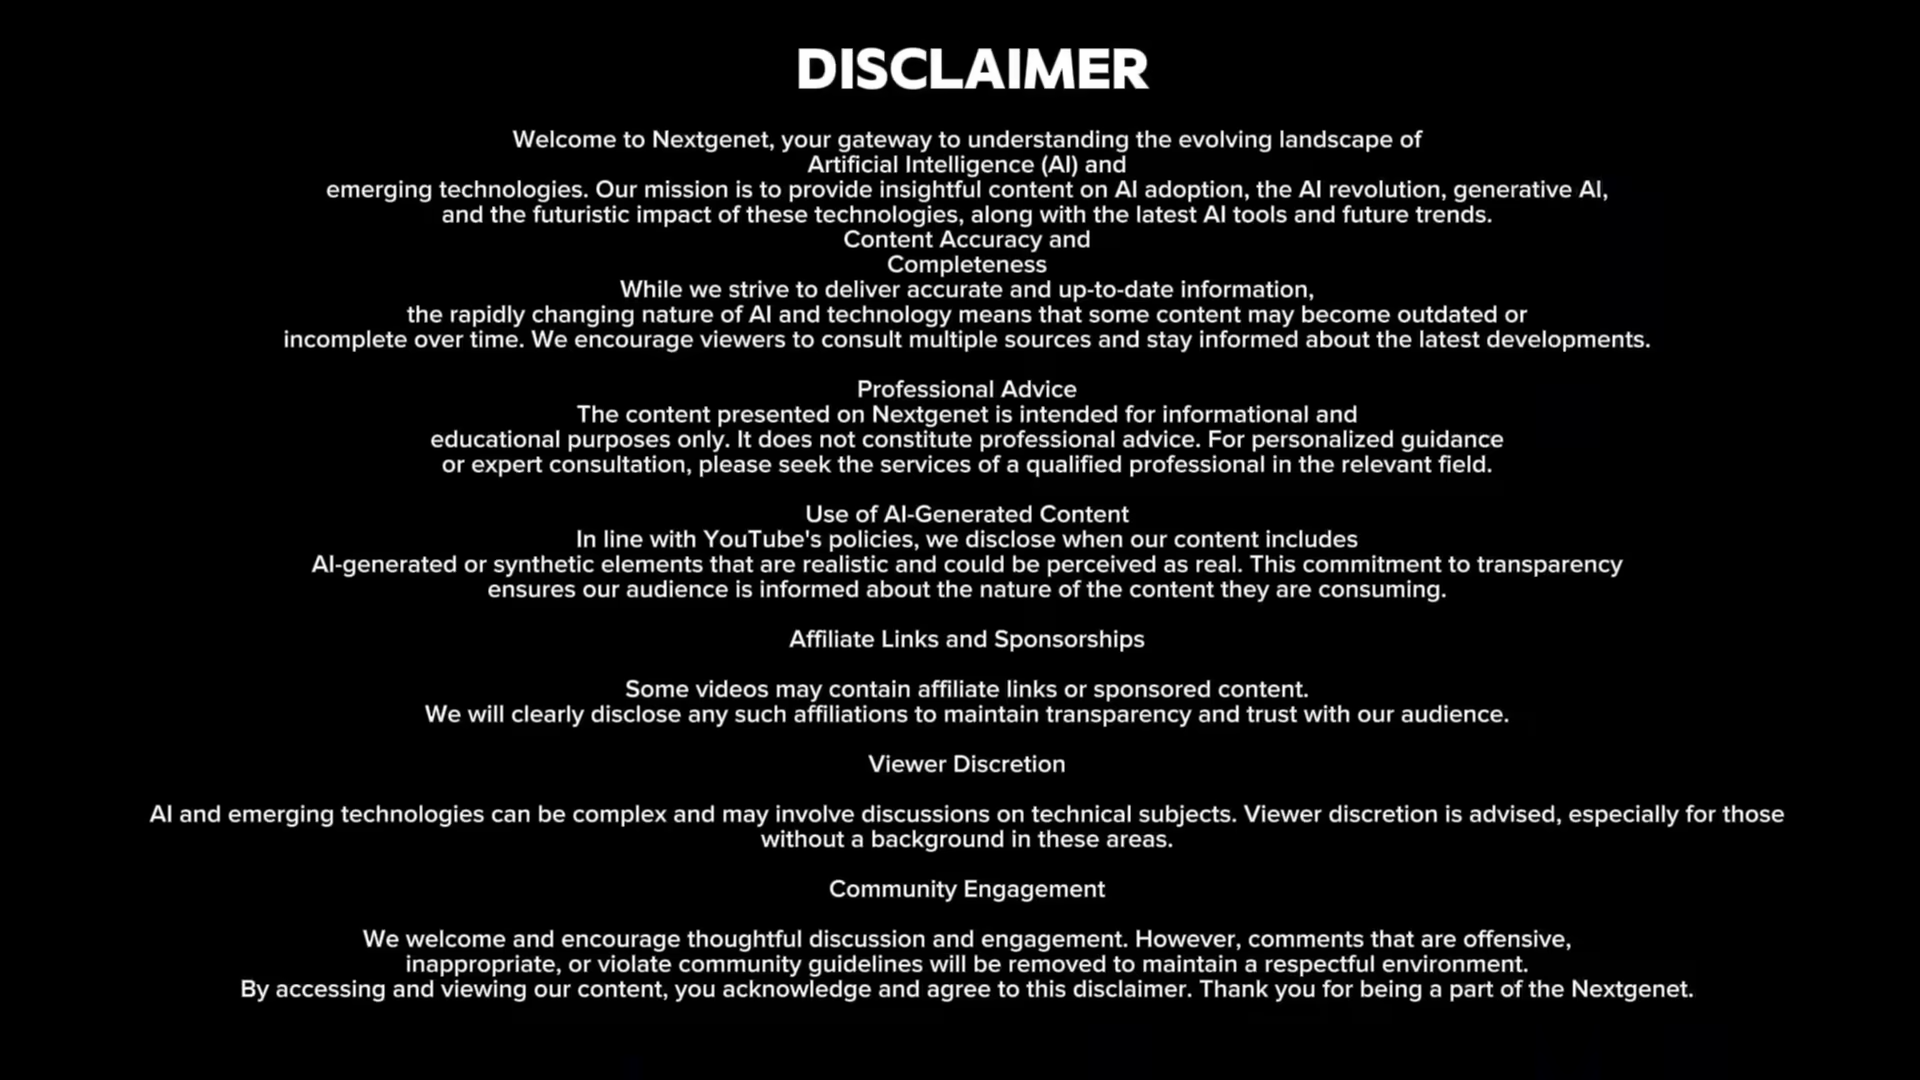 DISCLAIMER
Welcome to Nextgenet, your gateway to understanding the evolving landscape of
Artificial Intelligence (AI) and
emerging technologies. Our mission is to provide insightful content on AI adoption, the AI revolution, generative AI,
and the futuristic impact of these technologies, along with the latest AI tools and future trends.
Content Accuracy and
Completeness
While we strive to deliver accurate and up-to-date information,
the rapidly changing nature of AI and technology means that some content may become outdated or
incomplete over time. We encourage viewers to consult multiple sources and stay informed about the latest developments.
Professional Advice
The content presented on Nextgenet is intended for informational and
educational purposes only. It does not constitute professional advice. For personalized guidance
or expert consultation, please seek the services of a qualified professional in the relevant field.
Use of AI-Generated Content
In line with YouTube's policies, we disclose when our content includes
AI-generated or synthetic elements that are realistic and could be perceived as real. This commitment to transparency
ensures our audience is informed about the nature of the content they are consuming.
Affiliate Links and Sponsorships
Some videos may contain affiliate links or sponsored content.
We will clearly disclose any such affiliations to maintain transparency and trust with our audience.
Viewer Discretion
AI and emerging technologies can be complex and may involve discussions on technical subjects. Viewer discretion is advised, especially for those
without a background in these areas.
Community Engagement
We welcome and encourage thoughtful discussion and engagement. However, comments that are offensive,
inappropriate, or violate community guidelines will be removed to maintain a respectful environment.
By accessing and viewing our content, you acknowledge and agree to this disclaimer. Thank you for being a part of the Nextgenet.